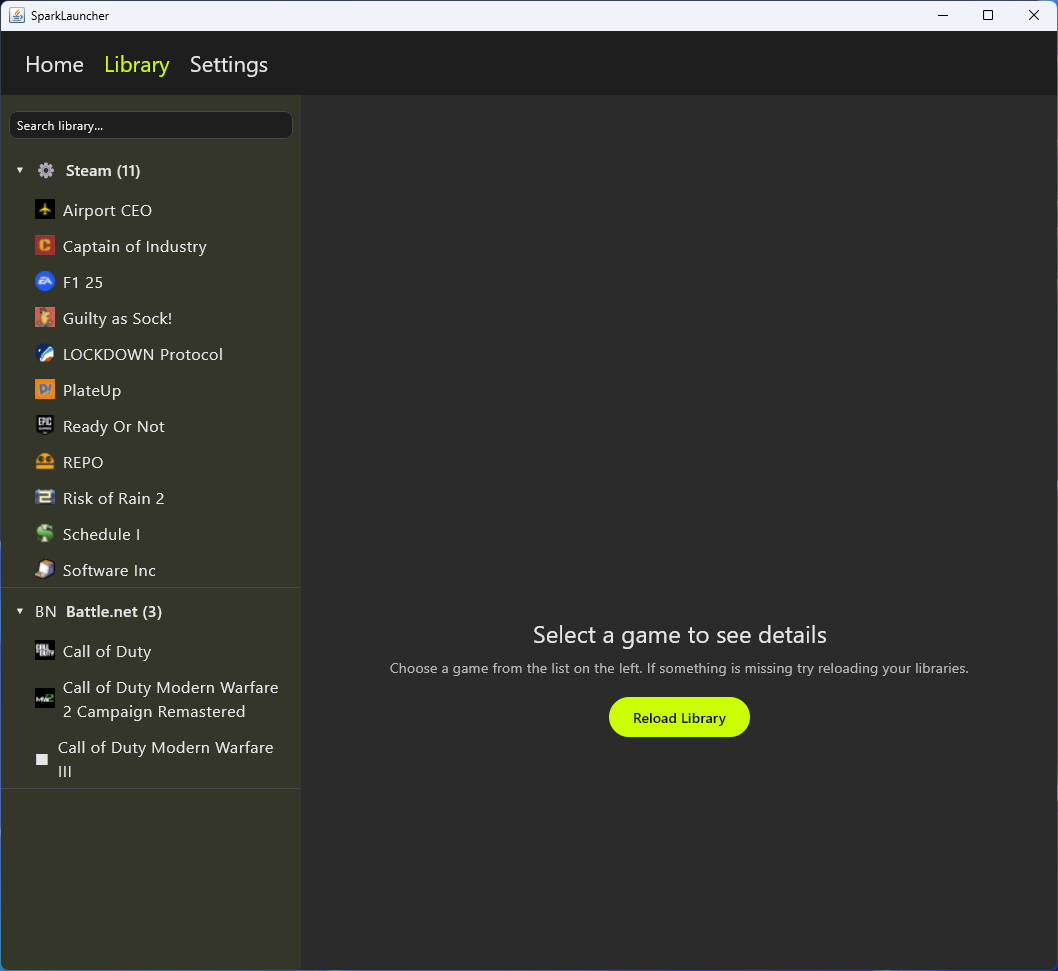 SparkLauncher
Home Library Settings
Search library...
Steam (11)
Airport CEO
Captain of Industry
F1 25
Guilty as Sock!
LOCKDOWN Protocol
PlateUp
Ready Or Not
REPO
Risk of Rain 2
Schedule I
Software Inc
BN Battle.net (3)
Call of Duty
Call of Duty Modern Warfare
2 Campaign Remastered
Call of Duty Modern Warfare
III
Select a game to see details
Choose a game from the list on the left. If something is missing try reloading your libraries.
Reload Library